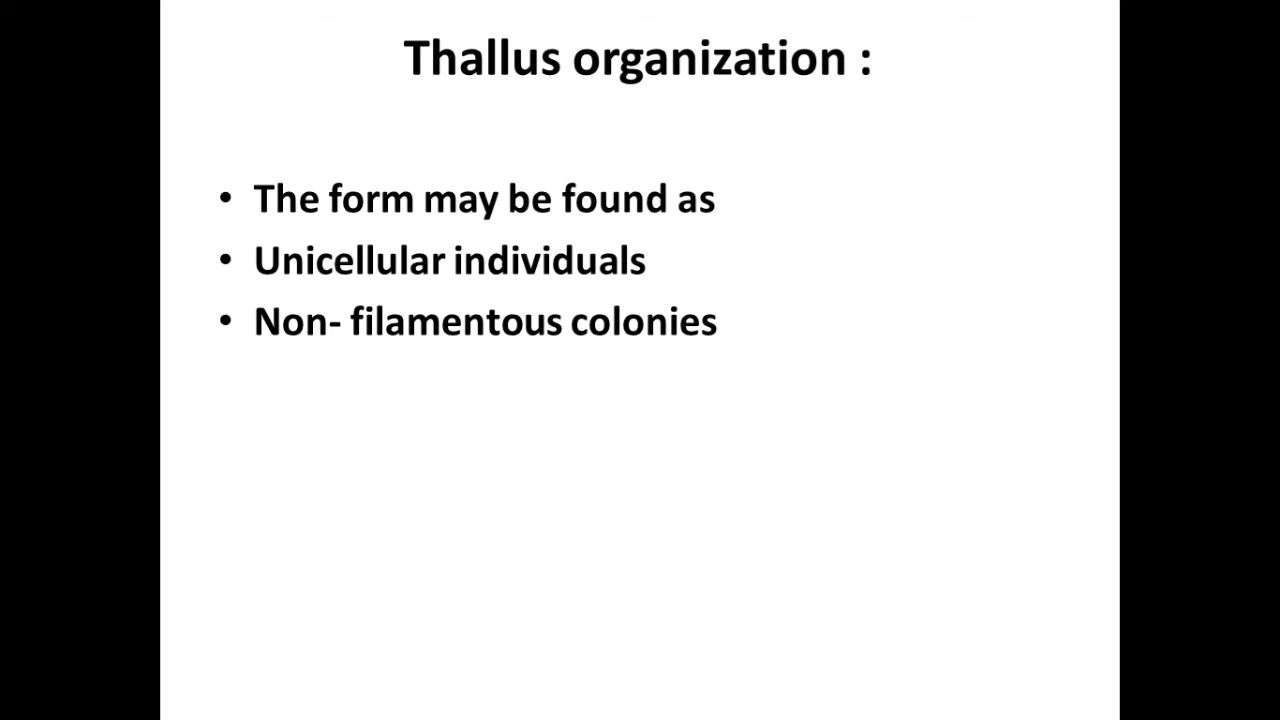 Thallus organization :
• The form may be found as
• Unicellular individuals
• Non- filamentous colonies